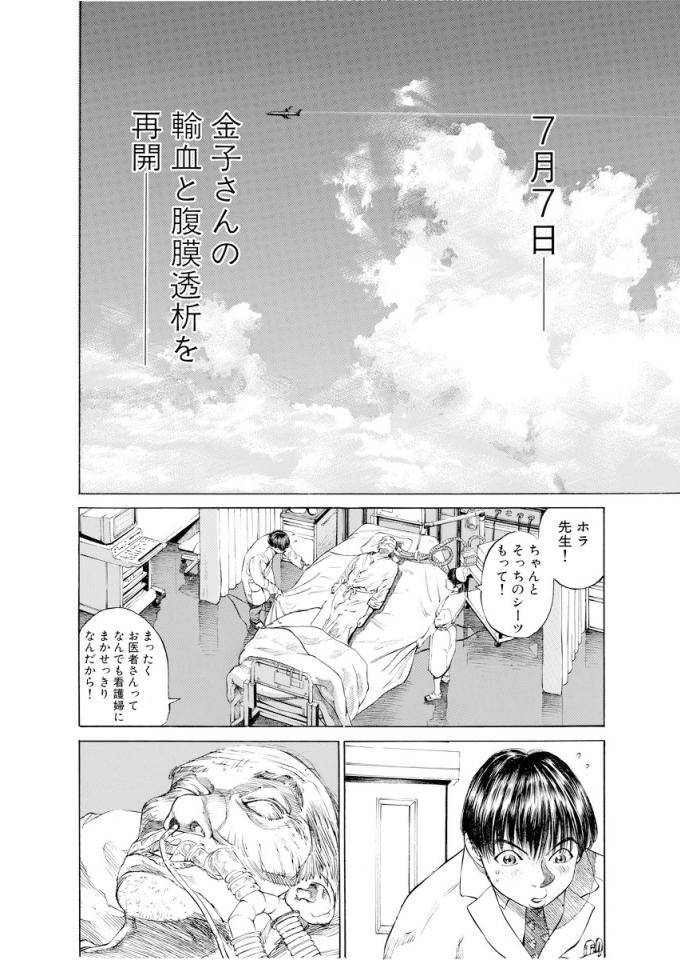 7月7日――
金子さんの
輸血と腹膜透析を
再開――
ホラ
先生！
ちゃんと
そっちのシーツ
もって！
まったく
お医者さんって
なんでも看護婦に
まかせっきり
なんだから！